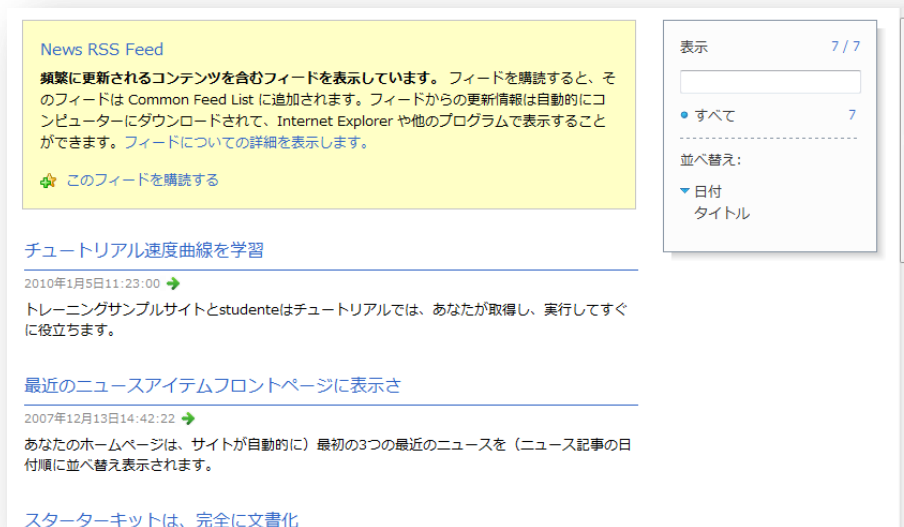 News RSS Feed
頻繁に更新されるコンテンツを含むフィードを表示しています。 フィードを購読すると、そ
のフィードは Common Feed List に追加されます。フィードからの更新情報は自動的にコ
ンピューターにダウンロードされて、Internet Explorer や他のプログラムで表示すること
ができます。フィードについての詳細を表示します。
このフィードを購読する
チュートリアル速度曲線を学習
2010年1月5日11:23:00
トレーニングサンプルサイトとstudenteはチュートリアルでは、あなたが取得し、実行してすぐ
に役立ちます。
最近のニュースアイテムフロントページに表示さ
2007年12月13日14:42:22
あなたのホームページは、サイトが自動的に）最初の3つの最近のニュースを（ニュース記事の日
付順に並べ替え表示されます。
スターターキットは、完全に文書化
表示 7 / 7
すべて 7
並べ替え:
日付
タイトル